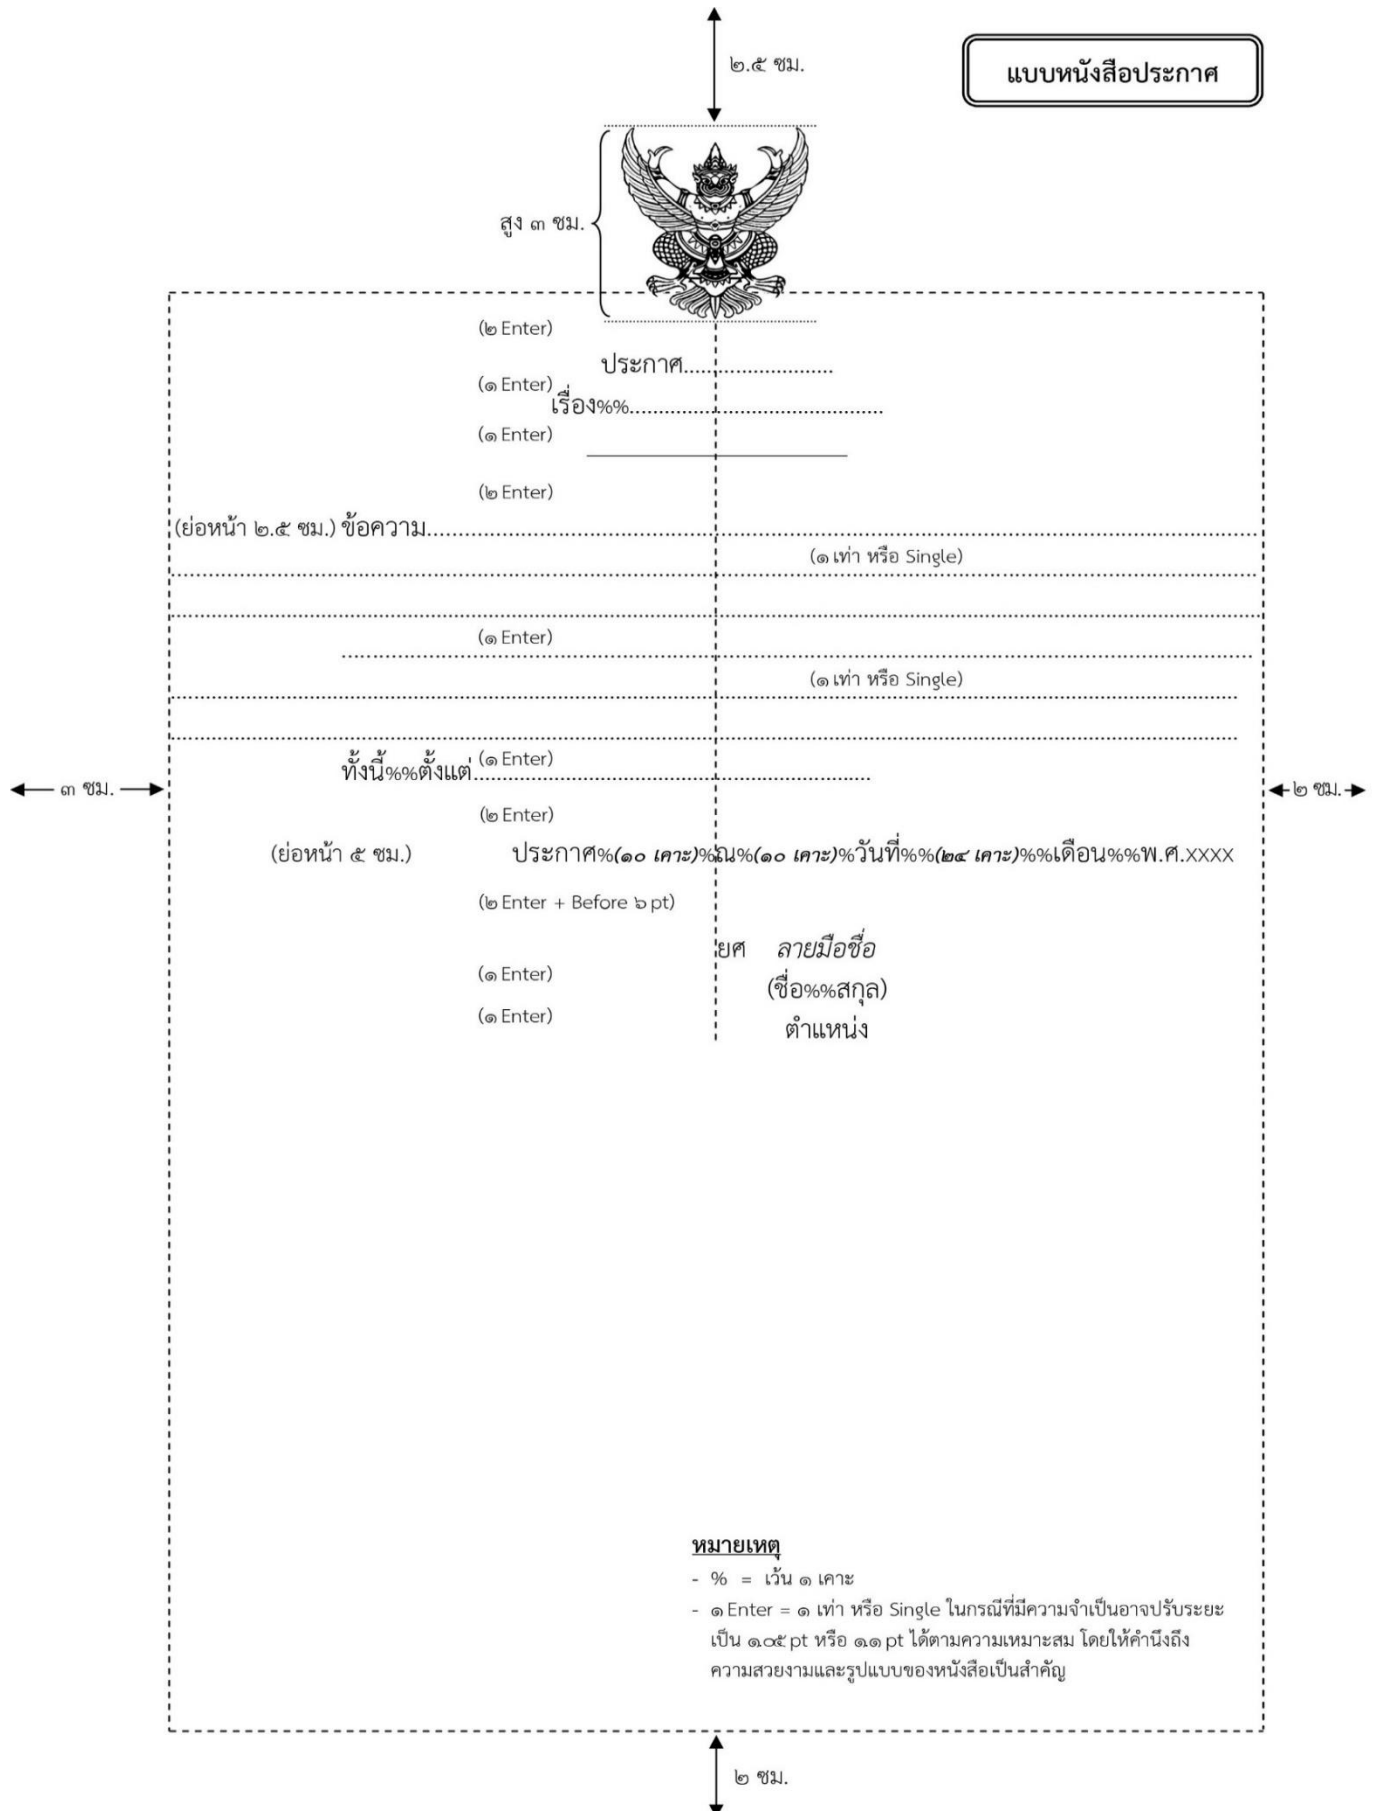 ๒.๕ ซม.
แบบหนังสือประกาศ
สูง ๓ ซม.
(๒ Enter)
ประกาศ.........................
(๑ Enter)
เรื่อง%%..........................................
(๑ Enter)
(๒ Enter)
(ย่อหน้า ๒.๕ ซม.) ข้อความ..........................................................................................
(๑ เท่า หรือ Single)
(๑ Enter)
(๑ เท่า หรือ Single)
(๑ Enter)
ทั้งนี้%%ตั้งแต่..................................................................
๓ ซม.
๒ ซม.
(๒ Enter)
(ย่อหน้า ๕ ซม.) ประกาศ%(๑๐ เคาะ)%ณ%(๑๐ เคาะ)%วันที่%%(๒๔ เคาะ)%%เดือน%%พ.ศ.XXXX
(๒ Enter + Before ๖ pt)
ยศ ลายมือชื่อ
(๑ Enter)
(ชื่อ%%สกุล)
(๑ Enter)
ตำแหน่ง
หมายเหตุ
- % = เว้น ๑ เคาะ
- ๑ Enter = ๑ เท่า หรือ Single ในกรณีที่มีความจำเป็นอาจปรับระยะ
เป็น ๑.๐๕ pt หรือ ๑.๑ pt ได้ตามความเหมาะสม โดยให้คำนึงถึง
ความสวยงามและรูปแบบของหนังสือเป็นสำคัญ
๒ ซม.